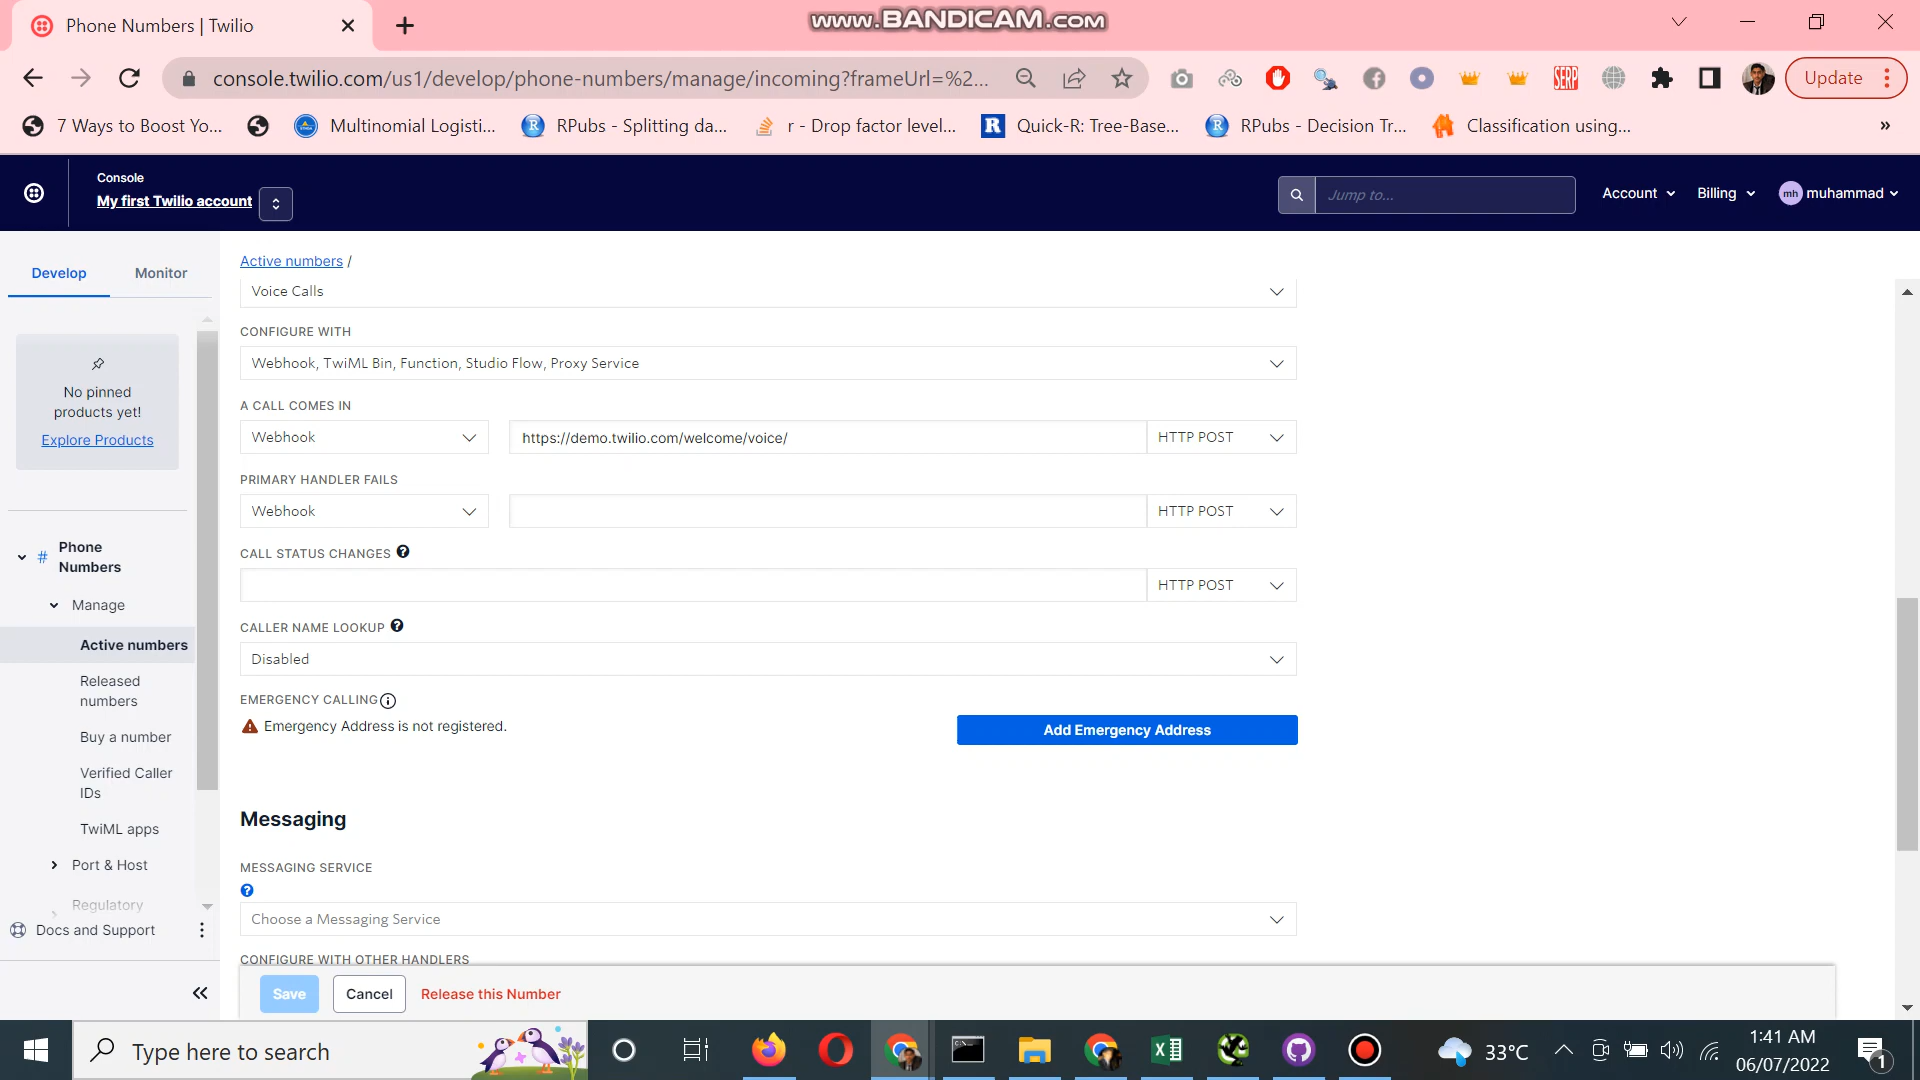 Phone Numbers | Twilio
www.BANDICAM.com
console.twilio.com/us1/develop/phone-numbers/manage/incoming?frameUrl=%2...
SERP
Update
7 Ways to Boost Yo...
Multinomial Logisti...
RPubs - Splitting da...
r - Drop factor level...
R
Quick-R: Tree-Base...
RPubs - Decision Tr...
Classification using...
»
Console
My first Twilio account
Jump to...
Account
Billing
mh
muhammad
Develop
Monitor
No pinned
products yet!
Explore Products
# Phone
Numbers
Manage
Active numbers
Released
numbers
Buy a number
Verified Caller
IDs
TwiML apps
Port & Host
Regulatory
Docs and Support
Active numbers /
Voice Calls
CONFIGURE WITH
Webhook, TwiML Bin, Function, Studio Flow, Proxy Service
A CALL COMES IN
Webhook
https://demo.twilio.com/welcome/voice/
HTTP POST
PRIMARY HANDLER FAILS
Webhook
HTTP POST
CALL STATUS CHANGES ?
HTTP POST
CALLER NAME LOOKUP ?
Disabled
EMERGENCY CALLING
Emergency Address is not registered.
Add Emergency Address
Messaging
MESSAGING SERVICE
?
Choose a Messaging Service
CONFIGURE WITH OTHER HANDLERS
Save
Cancel
Release this Number
Type here to search
33°C
1:41 AM
06/07/2022
1